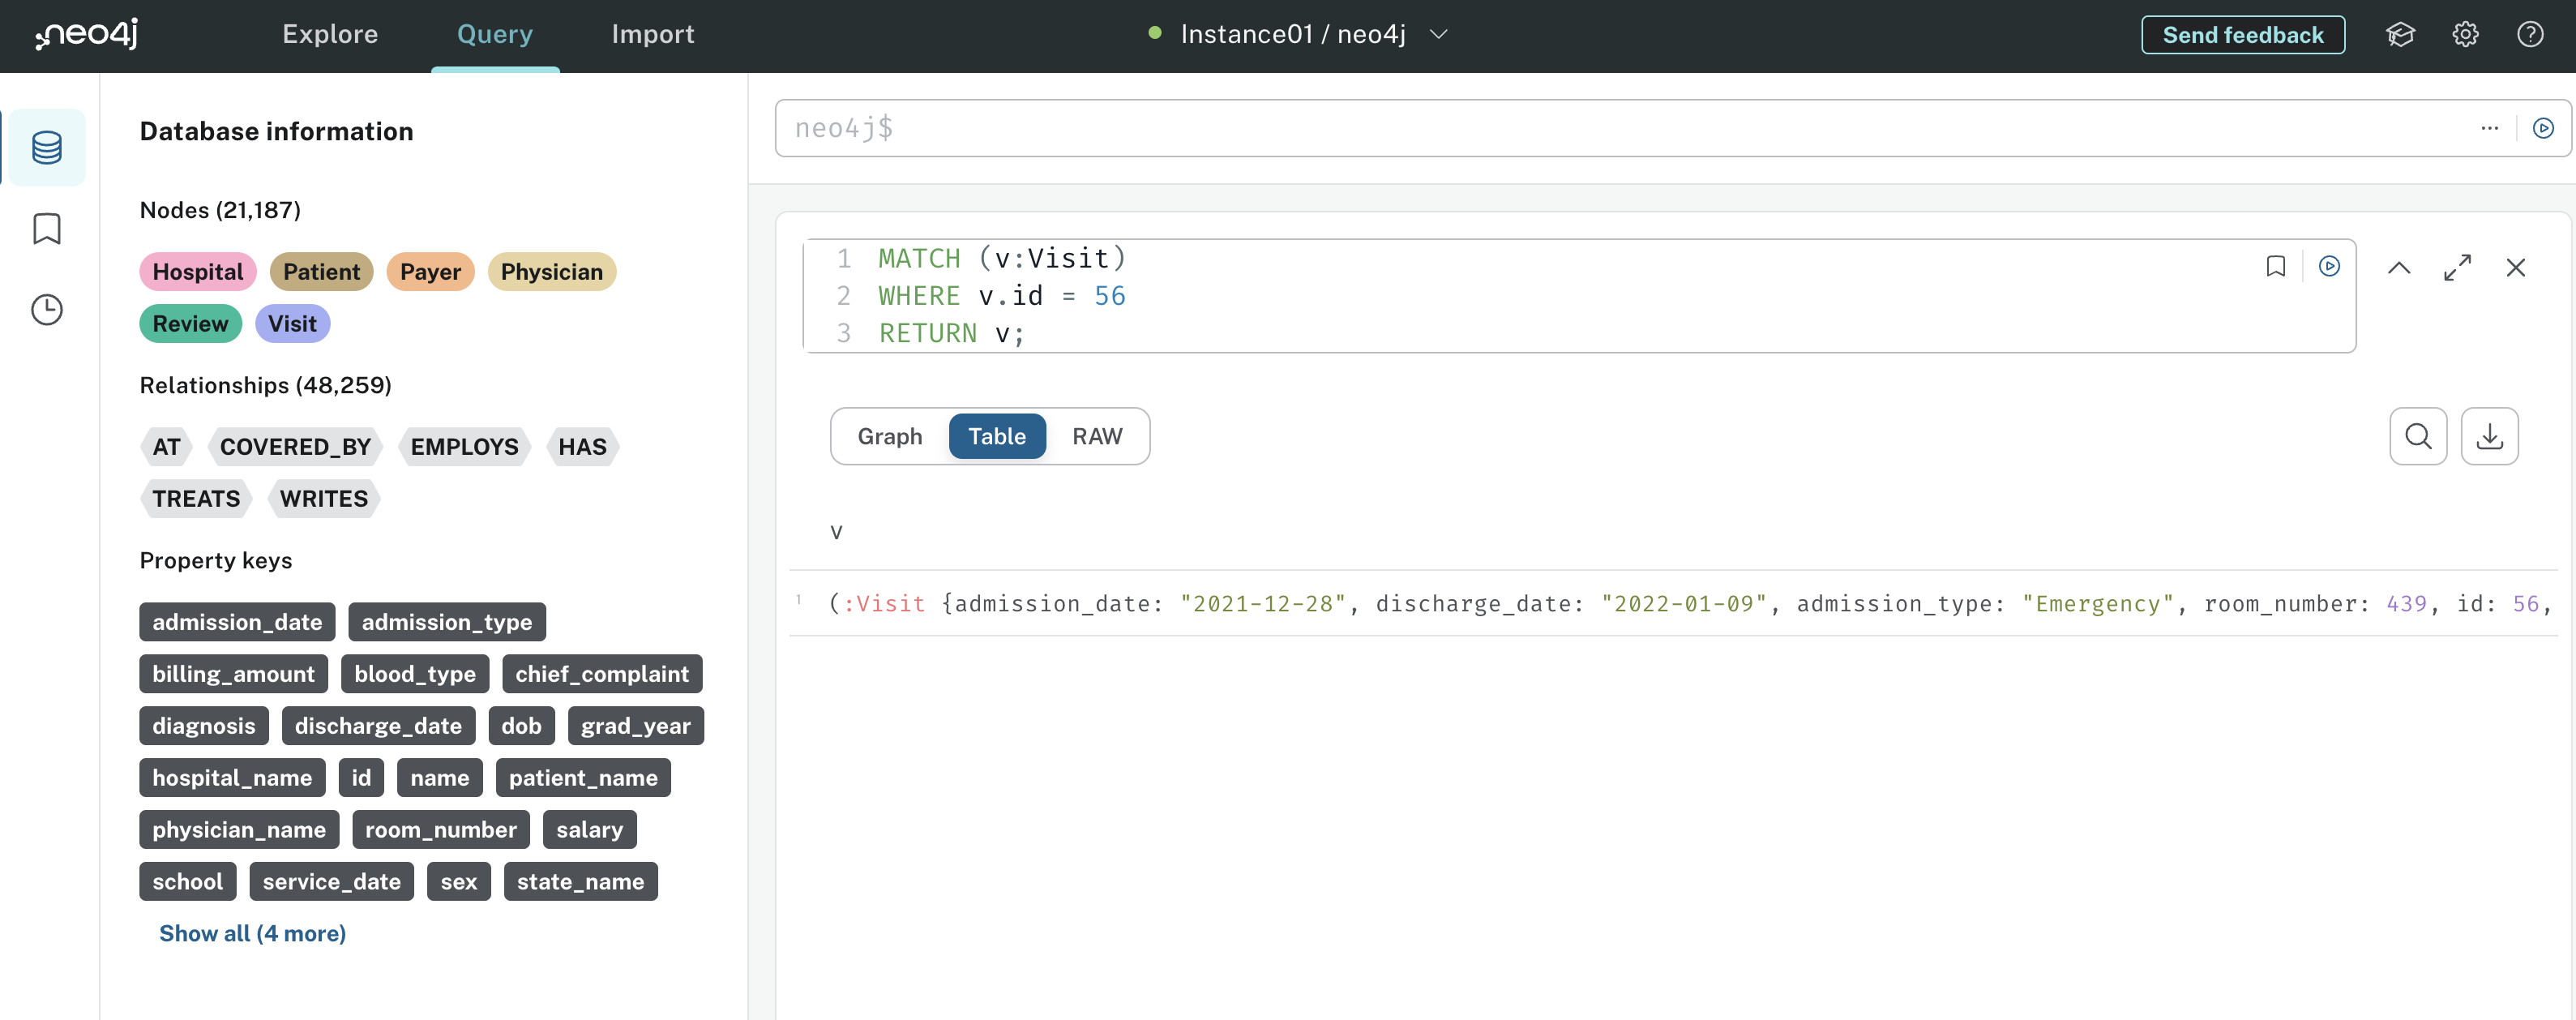 neo4j Explore Query Import Instance01 / neo4j Send feedback
Database information
Nodes (21,187)
Hospital Patient Payer Physician
Review Visit
Relationships (48,259)
AT COVERED_BY EMPLOYS HAS
TREATS WRITES
Property keys
admission_date admission_type
billing_amount blood_type chief_complaint
diagnosis discharge_date dob grad_year
hospital_name id name patient_name
physician_name room_number salary
school service_date sex state_name
Show all (4 more)
neo4j$
1 MATCH (v:Visit)
2 WHERE v.id = 56
3 RETURN v;
Graph Table RAW
v
1 (:Visit {admission_date: "2021-12-28", discharge_date: "2022-01-09", admission_type: "Emergency", room_number: 439, id: 56,